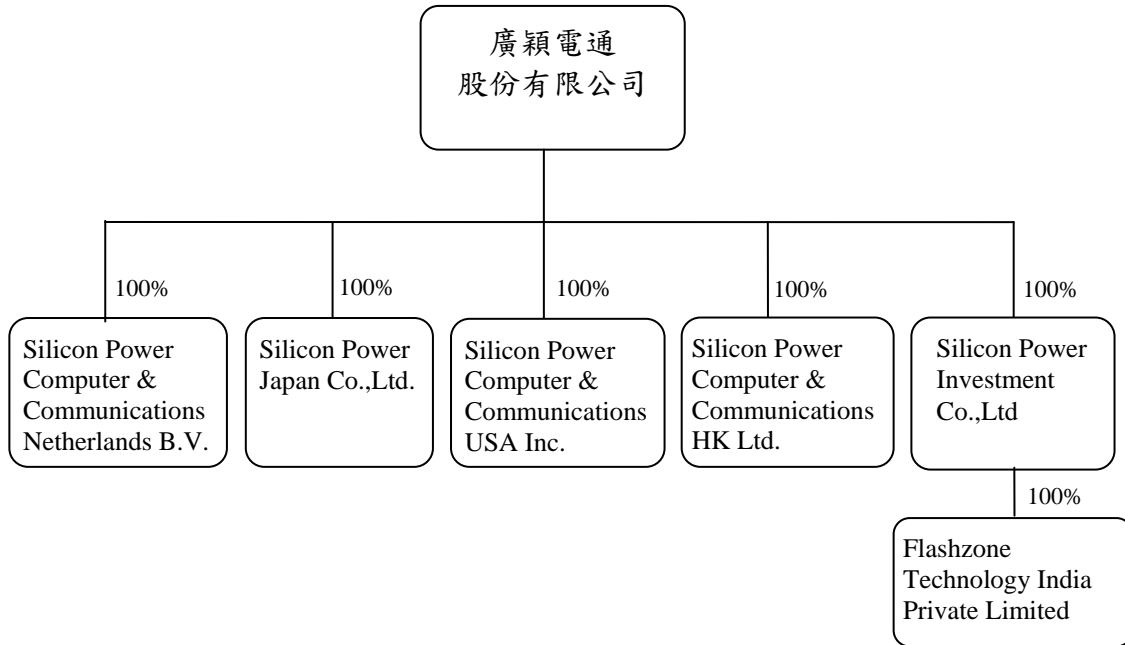 廣穎電通
股份有限公司
100%
100%
100%
100%
100%
Silicon Power
Computer &
Communications
Netherlands B.V.
Silicon Power
Japan Co.,Ltd.
Silicon Power
Computer &
Communications
USA Inc.
Silicon Power
Computer &
Communications
HK Ltd.
Silicon Power
Investment
Co.,Ltd
100%
Flashzone
Technology India
Private Limited